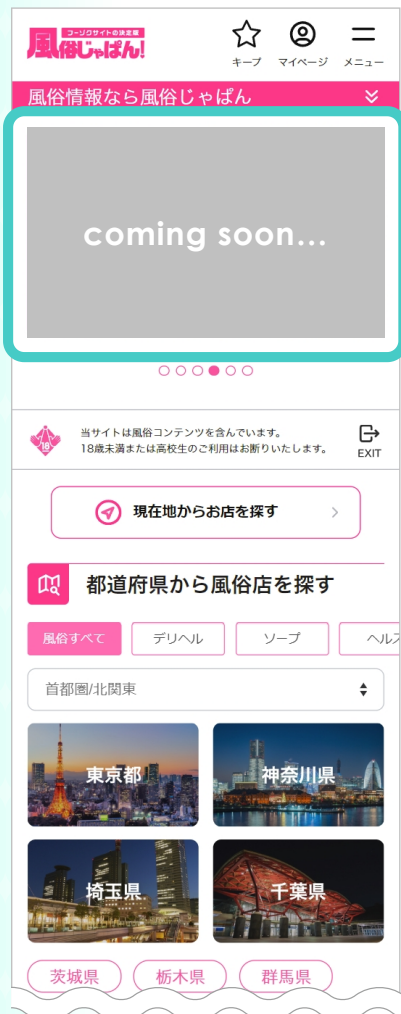 フーゾクサイトの決定版
風俗じゃぱん!
キープ
マイページ
メニュー
風俗情報なら風俗じゃぱん
coming soon...
18
当サイトは風俗コンテンツを含んでいます。
18歳未満または高校生のご利用はお断りいたします。
EXIT
現在地からお店を探す
都道府県から風俗店を探す
風俗すべて
デリヘル
ソープ
ヘルス
首都圏/北関東
東京都
神奈川県
埼玉県
千葉県
茨城県
栃木県
群馬県